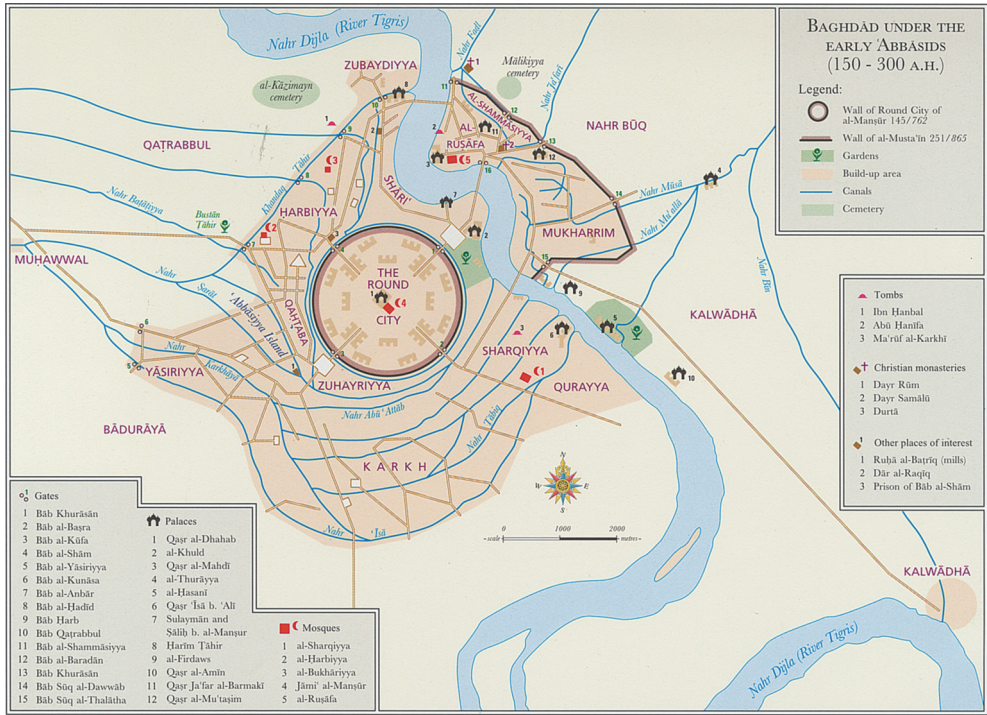 BAGHDĀD UNDER THE
EARLY ʿABBĀSIDS
(150 - 300 A.H.)
Legend:
Wall of Round City of
al-Manṣūr 145/762
Wall of al-Mustaʿīn 251/865
Gardens
Build-up area
Canals
Cemetery
Nahr Dijla (River Tigris)
ZUBAYDIYYA
al-Kāzimayn
cemetery
Nahr Fadl
1
Mālikiyya
cemetery
Nahr Jaʿfarī
NAHR BŪQ
AL-SHAMMĀSIYYA
AL-
RŪSĀFA
QAṬRABBUL
Khandaq Ṭāhir
SHĀRIʿ
Nahr Baṭāṭiyya
Bustān
Ṭāhir
ḤARBIYYA
Nahr Mūsā
Nahr Muʿallā
MUKHARRIM
MUḤAWWAL
Nahr
Ṣarāt
ʿAbbāsiyya Island
QAḤṬABA
THE
ROUND
CITY
Nahr Bīn
KALWĀDHĀ
Nahr
Karkhāya
YĀSIRIYYA
ZUHAYRIYYA
SHARQIYYA
QURAYYA
Nahr Abū ʿAttāb
Nahr Ṭābiq
BĀDURĀYĀ
KARKH
Nahr ʿĪsā
N
W
E
S
0
1000
2000
scale
metres
KALWĀDHĀ
Nahr Dijla (River Tigris)
Tombs
1 Ibn Ḥanbal
2 Abū Ḥanīfa
3 Maʿrūf al-Karkhī
Christian monasteries
1 Dayr Rūm
2 Dayr Samālū
3 Durtā
1 Other places of interest
1 Ruḥā al-Baṭrīq (mills)
2 Dār al-Raqīq
3 Prison of Bāb al-Shām
1 Gates
1 Bāb Khurāsān
2 Bāb al-Baṣra
3 Bāb al-Kūfa
4 Bāb al-Shām
5 Bāb al-Yāsiriyya
6 Bāb al-Kunāsa
7 Bāb al-Anbār
8 Bāb al-Ḥadīd
9 Bāb Ḥarb
10 Bāb Qaṭrabbul
11 Bāb al-Shammāsiyya
12 Bāb al-Baradān
13 Bāb Khurāsān
14 Bāb Sūq al-Dawwāb
15 Bāb Sūq al-Thalātha
Palaces
1 Qaṣr al-Dhahab
2 al-Khuld
3 Qaṣr al-Mahdī
4 al-Thurāyya
5 al-Ḥasanī
6 Qaṣr ʿĪsā b. ʿAlī
7 Sulaymān and
Ṣāliḥ b. al-Manṣur
8 Ḥarīm Ṭāhir
9 al-Firdaws
10 Qaṣr al-Amīn
11 Qaṣr Jaʿfar al-Barmakī
12 Qaṣr al-Muʿtaṣim
Mosques
1 al-Sharqiyya
2 al-Ḥarbiyya
3 al-Bukhāriyya
4 Jāmiʿ al-Manṣūr
5 al-Ruṣafa